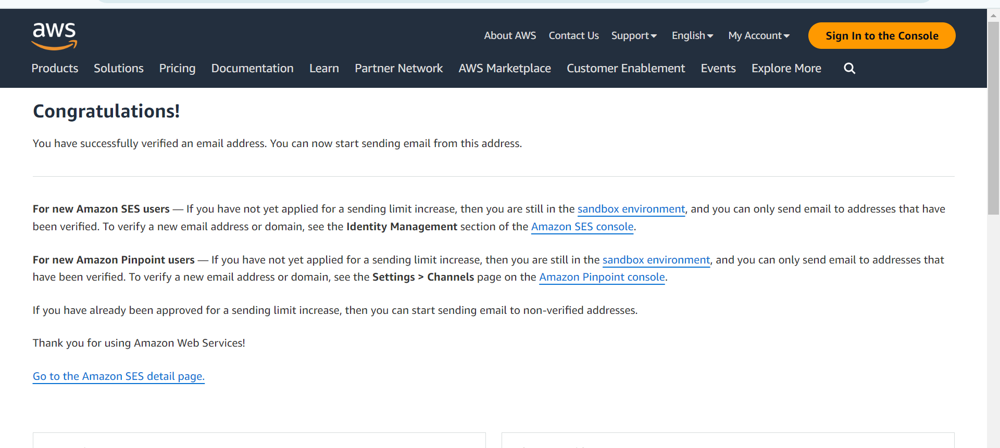 aws
About AWS Contact Us Support English My Account Sign In to the Console
Products Solutions Pricing Documentation Learn Partner Network AWS Marketplace Customer Enablement Events Explore More
Congratulations!
You have successfully verified an email address. You can now start sending email from this address.
For new Amazon SES users — If you have not yet applied for a sending limit increase, then you are still in the sandbox environment, and you can only send email to addresses that have
been verified. To verify a new email address or domain, see the Identity Management section of the Amazon SES console.
For new Amazon Pinpoint users — If you have not yet applied for a sending limit increase, then you are still in the sandbox environment, and you can only send email to addresses that
have been verified. To verify a new email address or domain, see the Settings > Channels page on the Amazon Pinpoint console.
If you have already been approved for a sending limit increase, then you can start sending email to non-verified addresses.
Thank you for using Amazon Web Services!
Go to the Amazon SES detail page.